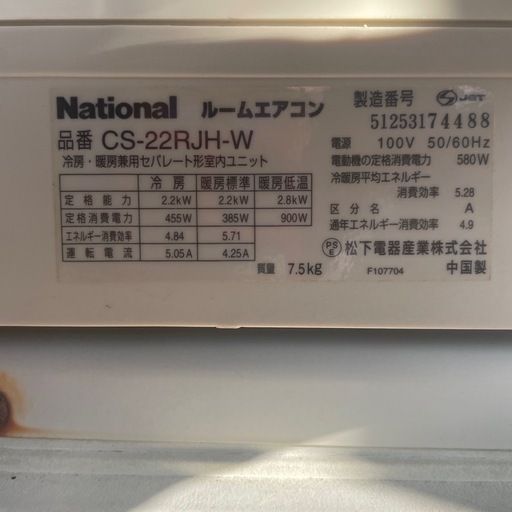 National ルームエアコン
品番 CS-22RJH-W
冷房・暖房兼用セパレート形室内ユニット
冷房 暖房標準 暖房低温
定格能力 2.2kW 2.2kW 2.8kW
定格消費電力 455W 385W 900W
エネルギー消費効率 4.84 5.71
運転電流 5.05A 4.25A
質量 7.5kg
製造番号 JET
51253174488
電源 100V 50/60Hz
電動機の定格消費電力 580W
冷暖房平均エネルギー
消費効率 5.28
区分名 A
通年エネルギー消費効率 4.9
PS E 松下電器産業株式会社
F107704 中国製